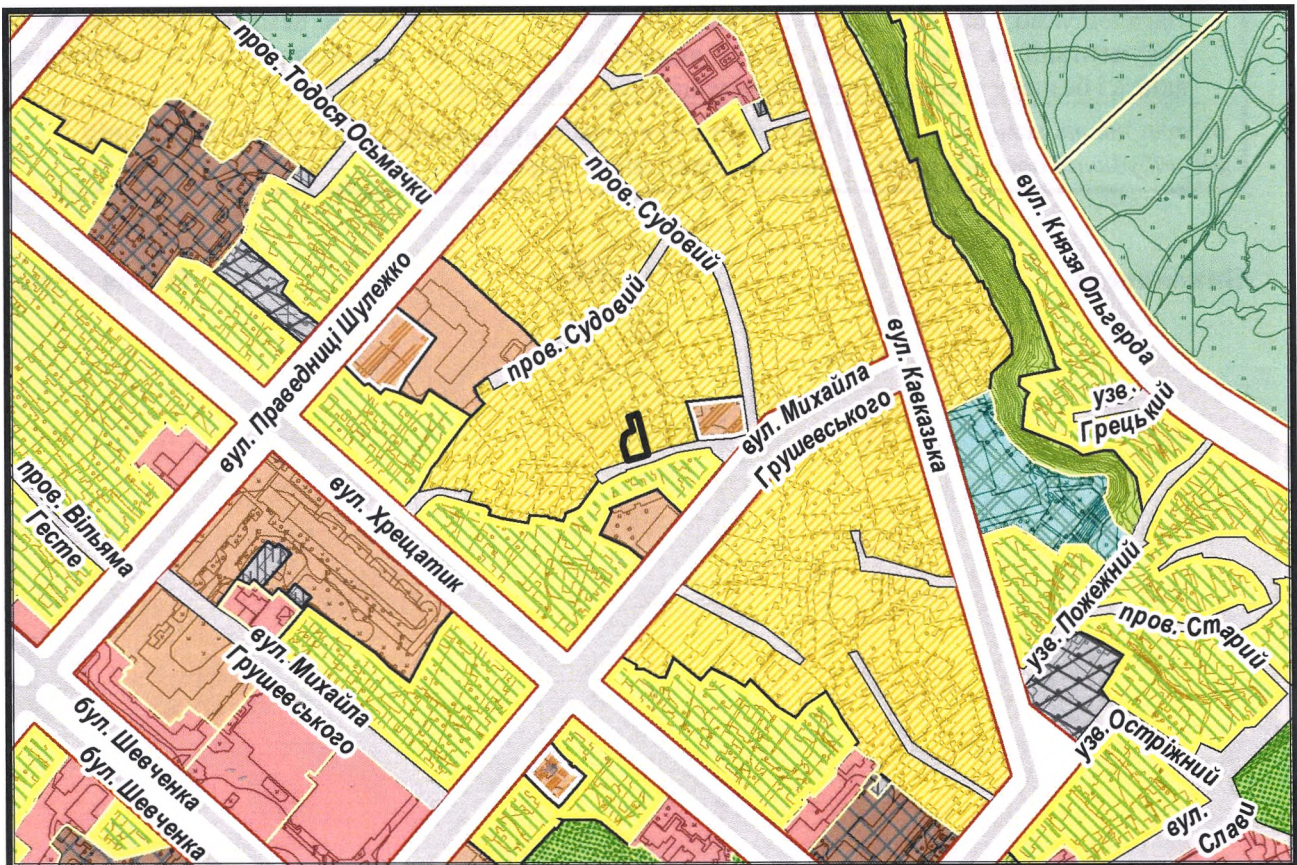 пров. Тодося Осьмачки
пров. Судовий
вул. Князя Ольгерда
вул. Праведниці Шулежко
пров. Судовий
вул. Кавказька
вул. Михайла
Грушевського
узв.
Грецький
пров. Вільяма
Гесте
вул. Хрещатик
узв. Пожежний
пров. Старий
вул. Михайла
Грушевського
бул. Шевченка
бул. Шевченка
узв. Остріжний
вул.
Слави